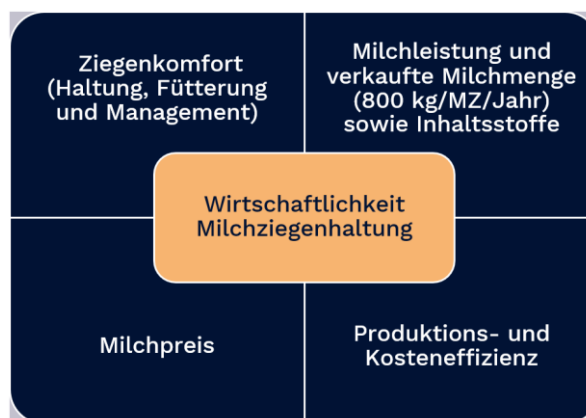 Ziegenkomfort
(Haltung, Fütterung
und Management)
Milchleistung und
verkaufte Milchmenge
(800 kg/MZ/Jahr)
sowie Inhaltsstoffe
Wirtschaftlichkeit
Milchziegenhaltung
Milchpreis
Produktions- und
Kosteneffizienz